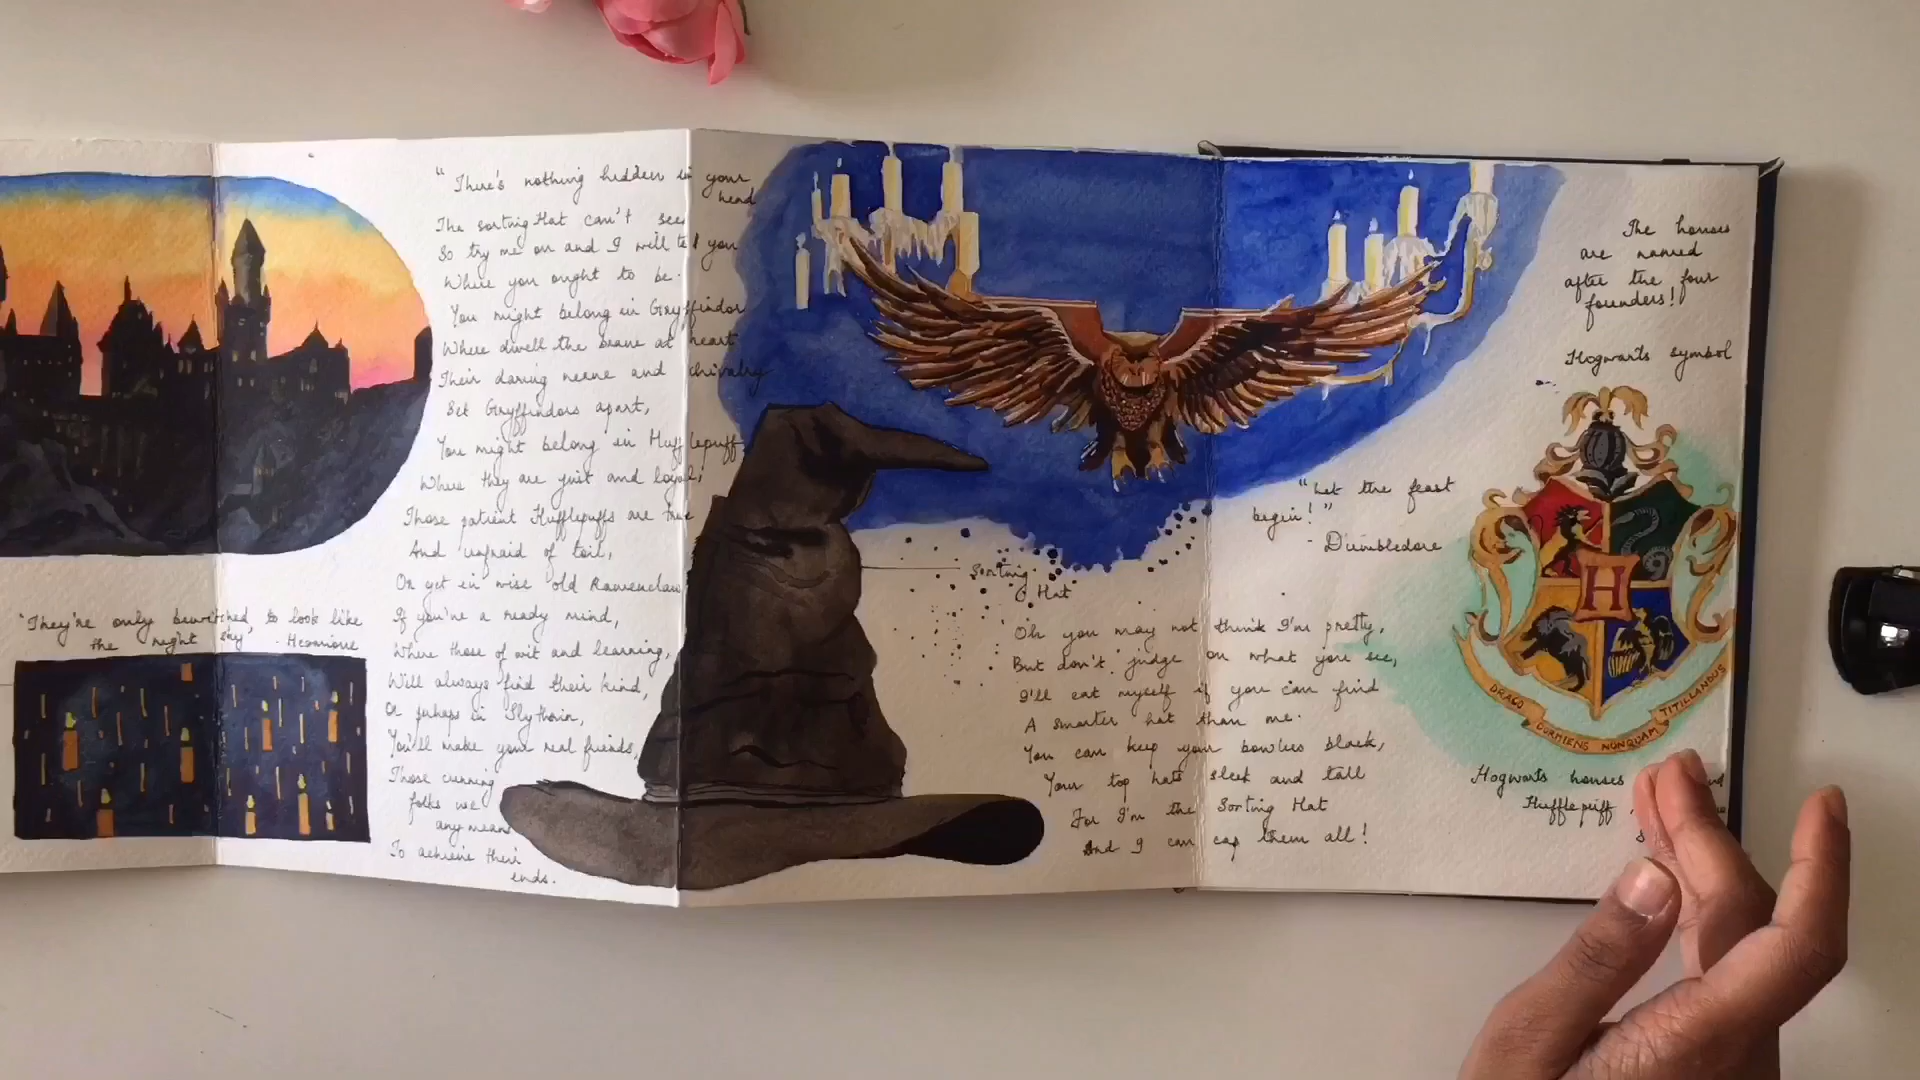 "There's nothing hidden in your
head
The sorting Hat can't see
So try me on and I will tell you
Where you ought to be.
You might belong in Gryffindor
Where dwell the brave at heart
Their daring nerve and chivalry
Set Gryffindors apart,
You might belong in Hufflepuff
Where they are just and loyal,
Those patient Hufflepuffs are true
And unfraid of toil,
Or yet in wise old Ravenclaw
If you're a ready mind,
Where those of wit and learning,
Will always find their kind,
Or perhaps in Slytherin,
You'll make your real friends,
Those cunning
folks use
any means
To achieve their
ends.
"They're only bewitched, to look like
the night sky - Hermione
Sorting
Hat
Oh you may not think I'm pretty,
But don't judge on what you see,
I'll eat myself if you can find
A smarter hat than me.
You can keep your bowlers black,
Your top hats sleek and tall
For I'm the Sorting Hat
And I can cap them all!
"Let the feast
begin!"
- Dumbledore
The houses
are named
after the four
founders!
Hogwarts symbol
H
DRACO DORMIENS NUNQUAM TITILLANDUS
Hogwarts houses
Hufflepuff,